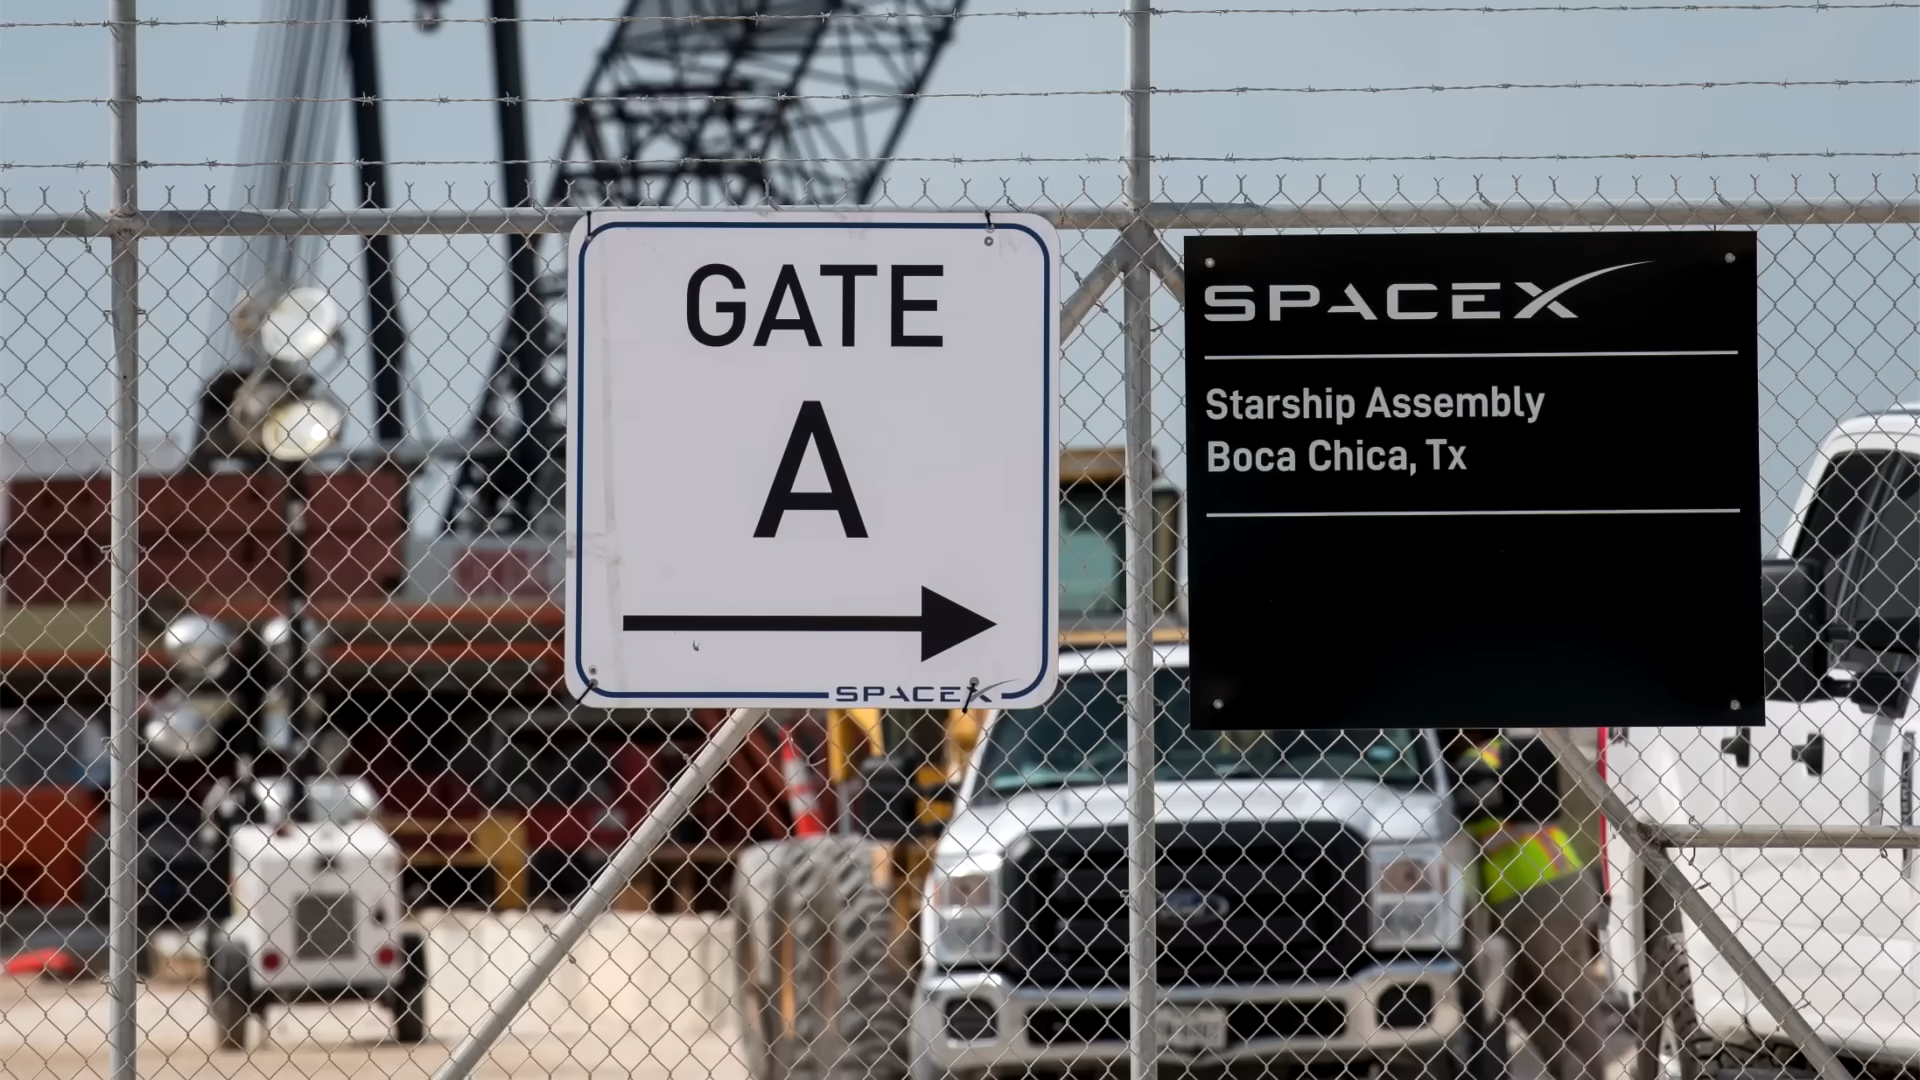 GATE
A
SPACEX
SPACEX
Starship Assembly
Boca Chica, Tx